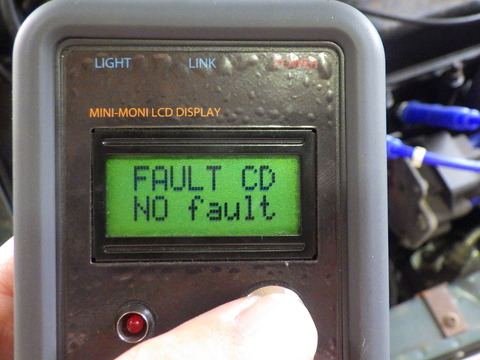 LIGHT LINK POWER
MINI-MONI LCD DISPLAY
FAULT CD
NO fault